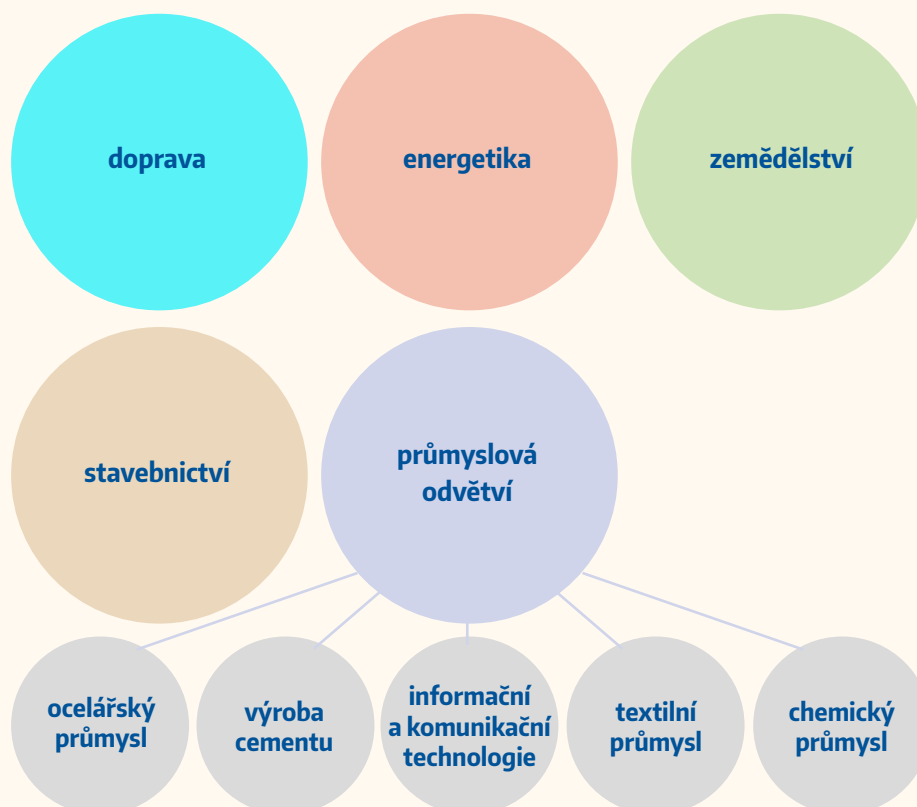 doprava
energetika
zemědělství
stavebnictví
průmyslová
odvětví
ocelářský
průmysl
výroba
cementu
informační
a komunikační
technologie
textilní
průmysl
chemický
průmysl